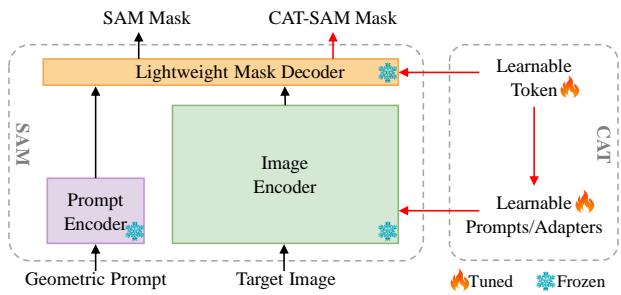 SAM Mask
CAT-SAM Mask
Lightweight Mask Decoder
Learnable
Token
SAM
CAT
Image
Encoder
Prompt
Encoder
Learnable
Prompts/Adapters
Geometric Prompt
Target Image
Tuned
Frozen